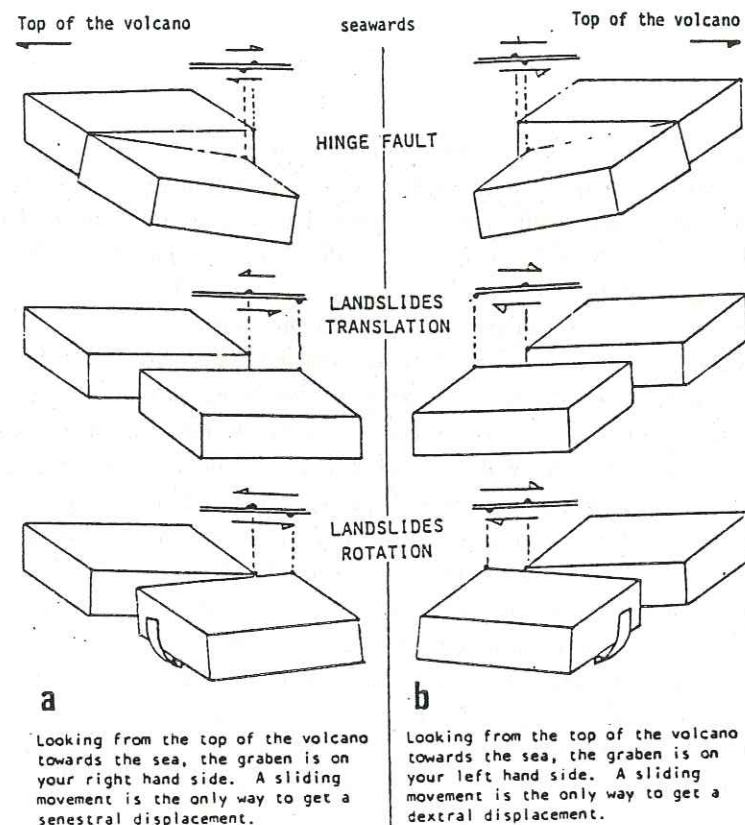 Top of the volcano
seawards
Top of the volcano
HINGE FAULT
LANDSLIDES
TRANSLATION
LANDSLIDES
ROTATION
a
Looking from the top of the volcano
towards the sea, the graben is on
your right hand side. A sliding
movement is the only way to get a
senestral displacement.
b
Looking from the top of the volcano
towards the sea, the graben is on
your left hand side. A sliding
movement is the only way to get a
dextral displacement.